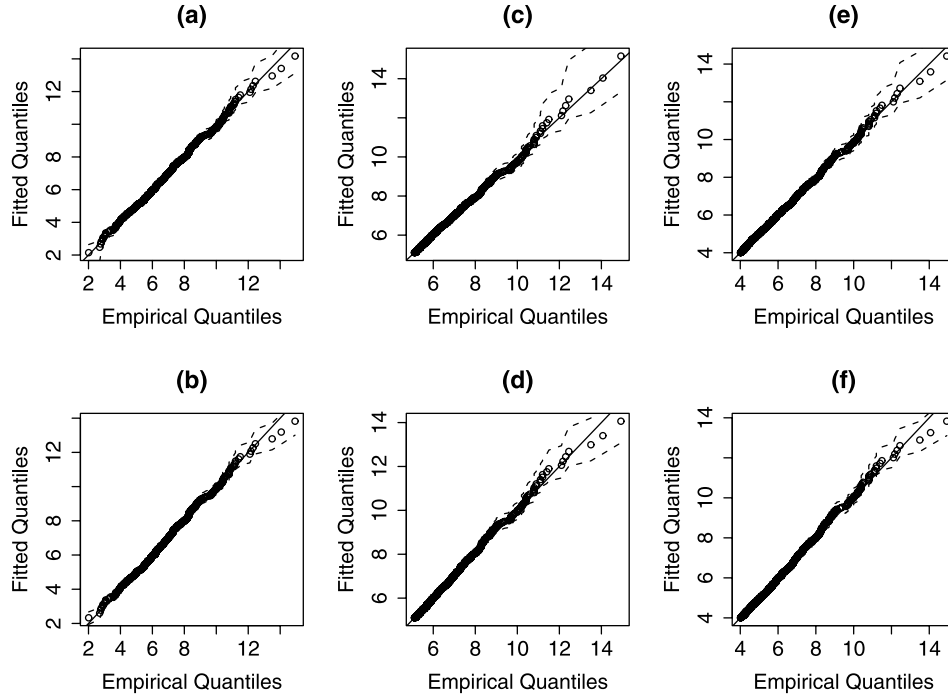 (a) (c) (e)
Fitted Quantiles
2 4 6 8 12
2 4 6 8 12
Empirical Quantiles
Fitted Quantiles
6 8 10 14
6 8 10 12 14
Empirical Quantiles
Fitted Quantiles
4 6 8 10 14
4 6 8 10 14
Empirical Quantiles
(b) (d) (f)
Fitted Quantiles
2 4 6 8 12
2 4 6 8 12
Empirical Quantiles
Fitted Quantiles
6 8 10 12 14
6 8 10 12 14
Empirical Quantiles
Fitted Quantiles
4 6 8 10 14
4 6 8 10 14
Empirical Quantiles